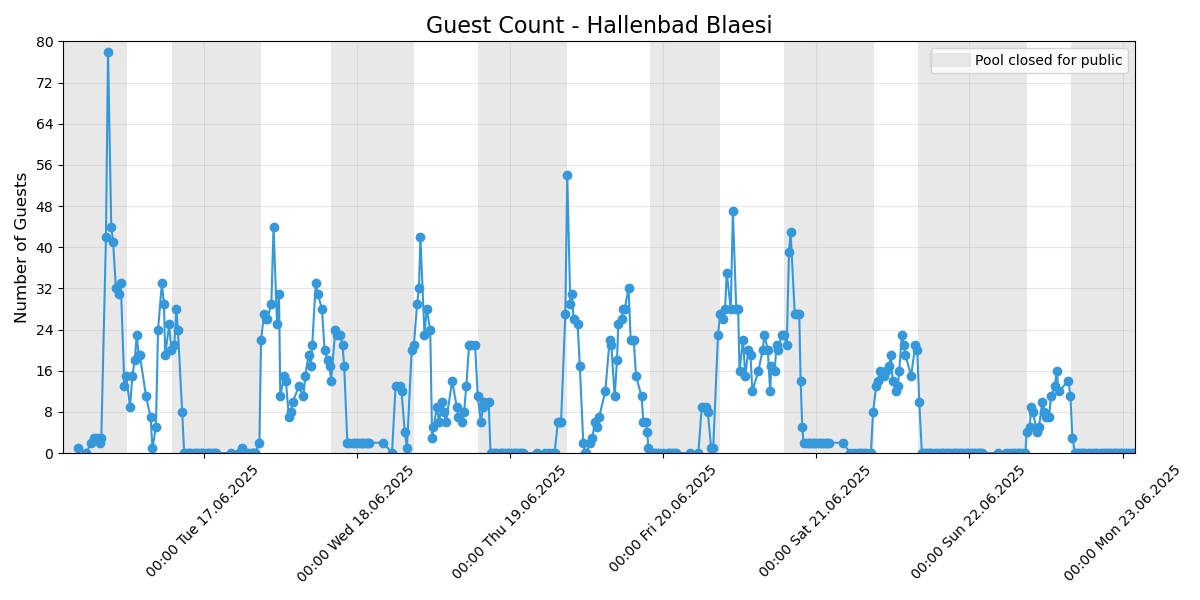 Guest Count - Hallenbad Blaesi
Pool closed for public
Number of Guests
80
72
64
56
48
40
32
24
16
8
0
00:00 Tue 17.06.2025
00:00 Wed 18.06.2025
00:00 Thu 19.06.2025
00:00 Fri 20.06.2025
00:00 Sat 21.06.2025
00:00 Sun 22.06.2025
00:00 Mon 23.06.2025